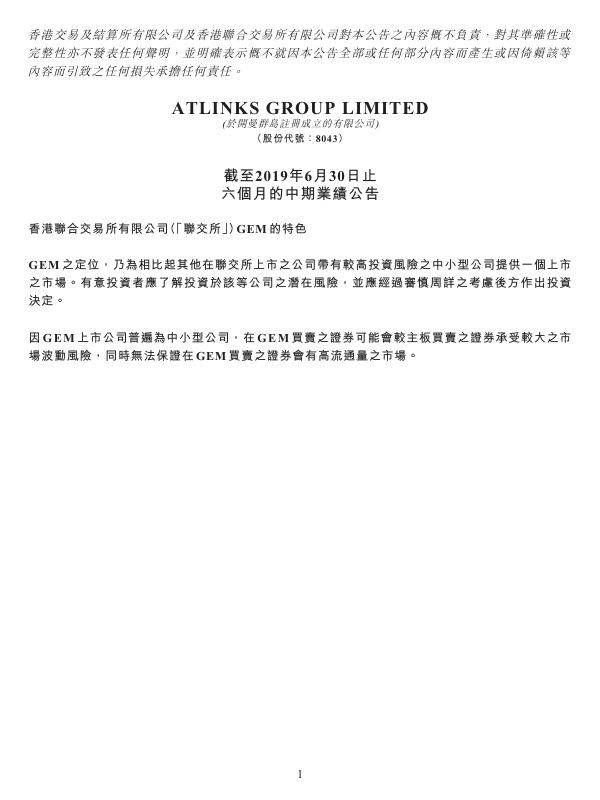 香港交易及結算所有限公司及香港聯合交易所有限公司對本公告之內容概不負責，對其準確性或
完整性亦不發表任何聲明，並明確表示概不就因本公告全部或任何部分內容而產生或因倚賴該等
內容而引致之任何損失承擔任何責任。
ATLINKS GROUP LIMITED
(於開曼群島註冊成立的有限公司)
（股份代號：8043）
截至2019年6月30日止
六個月的中期業績公告
香港聯合交易所有限公司(「聯交所」)GEM的特色
GEM之定位，乃為相比起其他在聯交所上市之公司帶有較高投資風險之中小型公司提供一個上市
之市場。有意投資者應了解投資於該等公司之潛在風險，並應經過審慎周詳之考慮後方作出投資
決定。
因GEM上市公司普遍為中小型公司，在GEM買賣之證券可能會較主板買賣之證券承受較大之市
場波動風險，同時無法保證在GEM買賣之證券會有高流通量之市場。
1